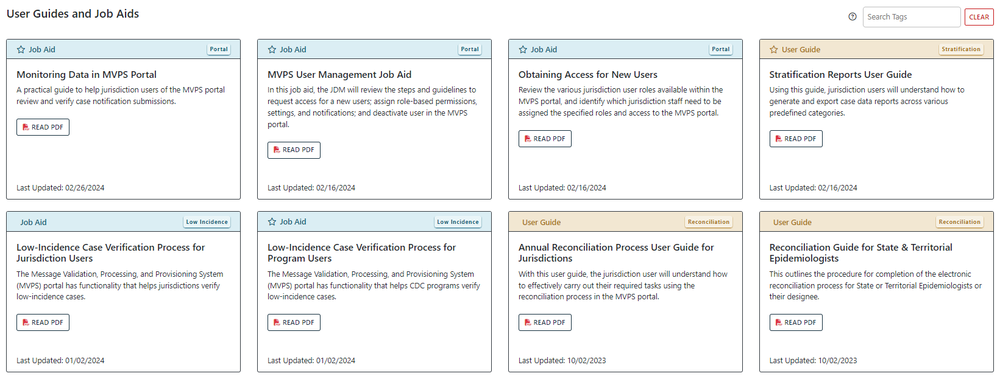 User Guides and Job Aids
Search Tags
CLEAR
Job Aid
Portal
Monitoring Data in MVPS Portal
A practical guide to help jurisdiction users of the MVPS portal
review and verify case notification submissions.
READ PDF
Last Updated: 02/26/2024
Job Aid
Portal
MVPS User Management Job Aid
In this job aid, the JDM will review the steps and guidelines to
request access for a new users; assign role-based permissions,
settings, and notifications; and deactivate user in the MVPS
portal.
READ PDF
Last Updated: 02/16/2024
Job Aid
Portal
Obtaining Access for New Users
Review the various jurisdiction user roles available within the
MVPS portal, and identify which jurisdiction staff need to be
assigned the specified roles and access to the MVPS portal.
READ PDF
Last Updated: 02/16/2024
User Guide
Stratification
Stratification Reports User Guide
Using this guide, jurisdiction users will understand how to
generate and export case data reports across various
predefined categories.
READ PDF
Last Updated: 02/16/2024
Job Aid
Low Incidence
Low-Incidence Case Verification Process for
Jurisdiction Users
The Message Validation, Processing, and Provisioning System
(MVPS) portal has functionality that helps jurisdictions verify
low-incidence cases.
READ PDF
Last Updated: 01/02/2024
Job Aid
Low Incidence
Low-Incidence Case Verification Process for
Program Users
The Message Validation, Processing, and Provisioning System
(MVPS) portal has functionality that helps CDC programs verify
low-incidence cases.
READ PDF
Last Updated: 01/02/2024
User Guide
Reconciliation
Annual Reconciliation Process User Guide for
Jurisdictions
With this user guide, the jurisdiction user will understand how
to effectively carry out their required tasks using the
reconciliation process in the MVPS portal.
READ PDF
Last Updated: 10/02/2023
User Guide
Reconciliation
Reconciliation Guide for State & Territorial
Epidemiologists
This outlines the procedure for completion of the electronic
reconciliation process for State or Territorial Epidemiologists or
their designee.
READ PDF
Last Updated: 10/02/2023